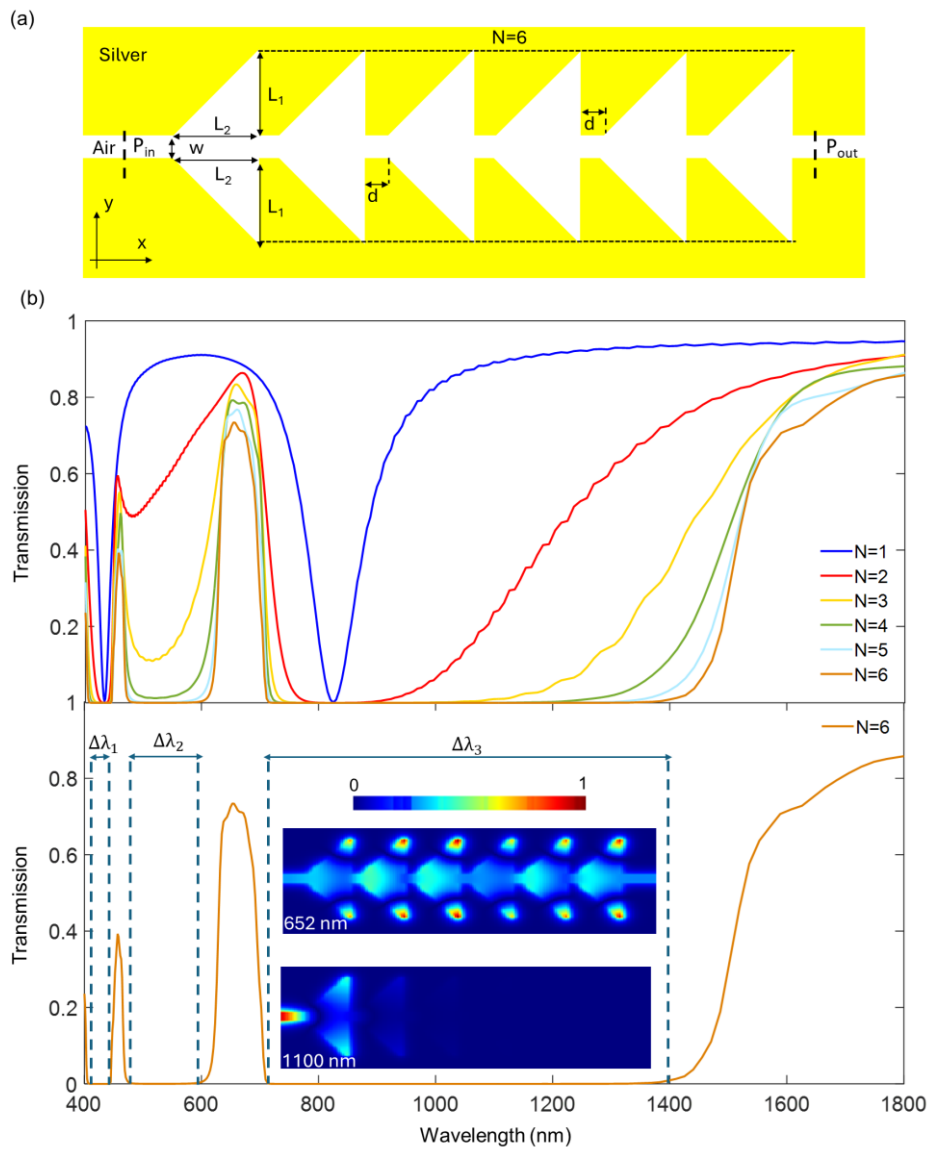 (a)
N=6
Silver
L₁
L₂
d
Air
Pᵢₙ
w
Pₒᵤₜ
L₂
d
L₁
y
x
(b)
1
0.8
0.6
0.4
0.2
1
Transmission
N=1
N=2
N=3
N=4
N=5
N=6
N=6
Δλ₁
Δλ₂
Δλ₃
0
1
0.8
0.6
0.4
0.2
0
Transmission
652 nm
1100 nm
400
600
800
1000
1200
1400
1600
1800
Wavelength (nm)